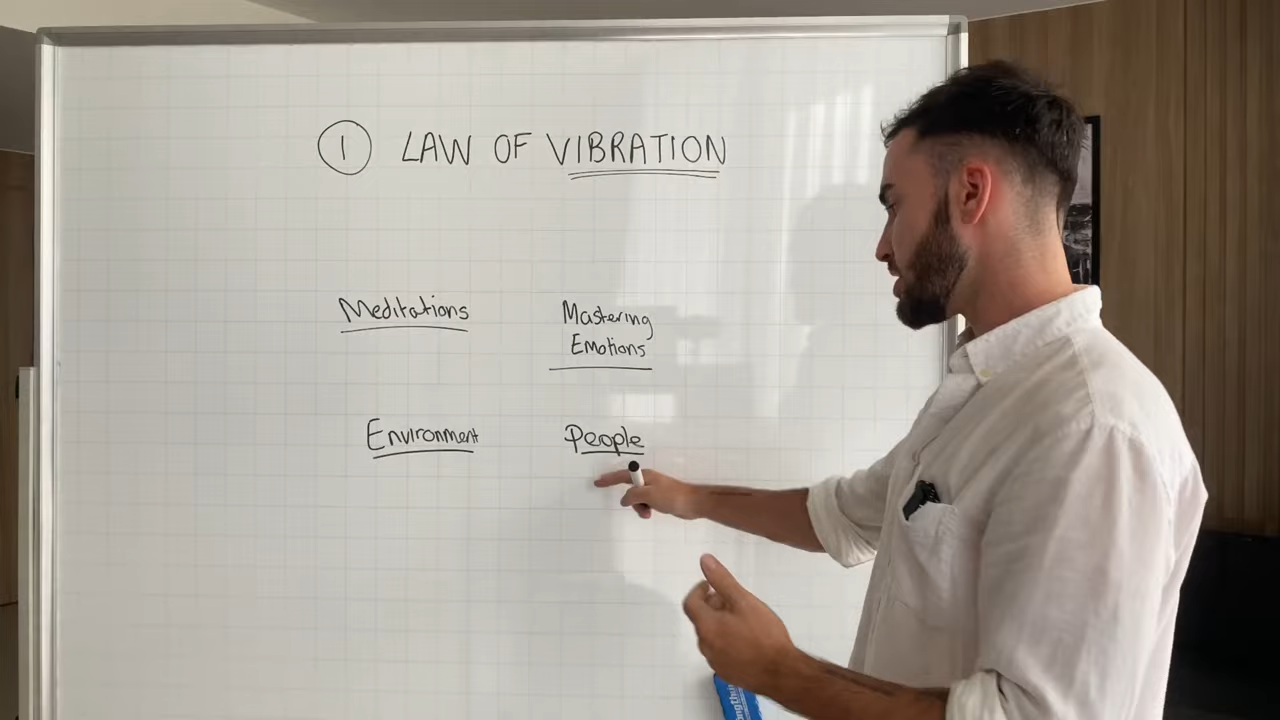 1 LAW OF VIBRATION
Meditations
Mastering
Emotions
Environment
People